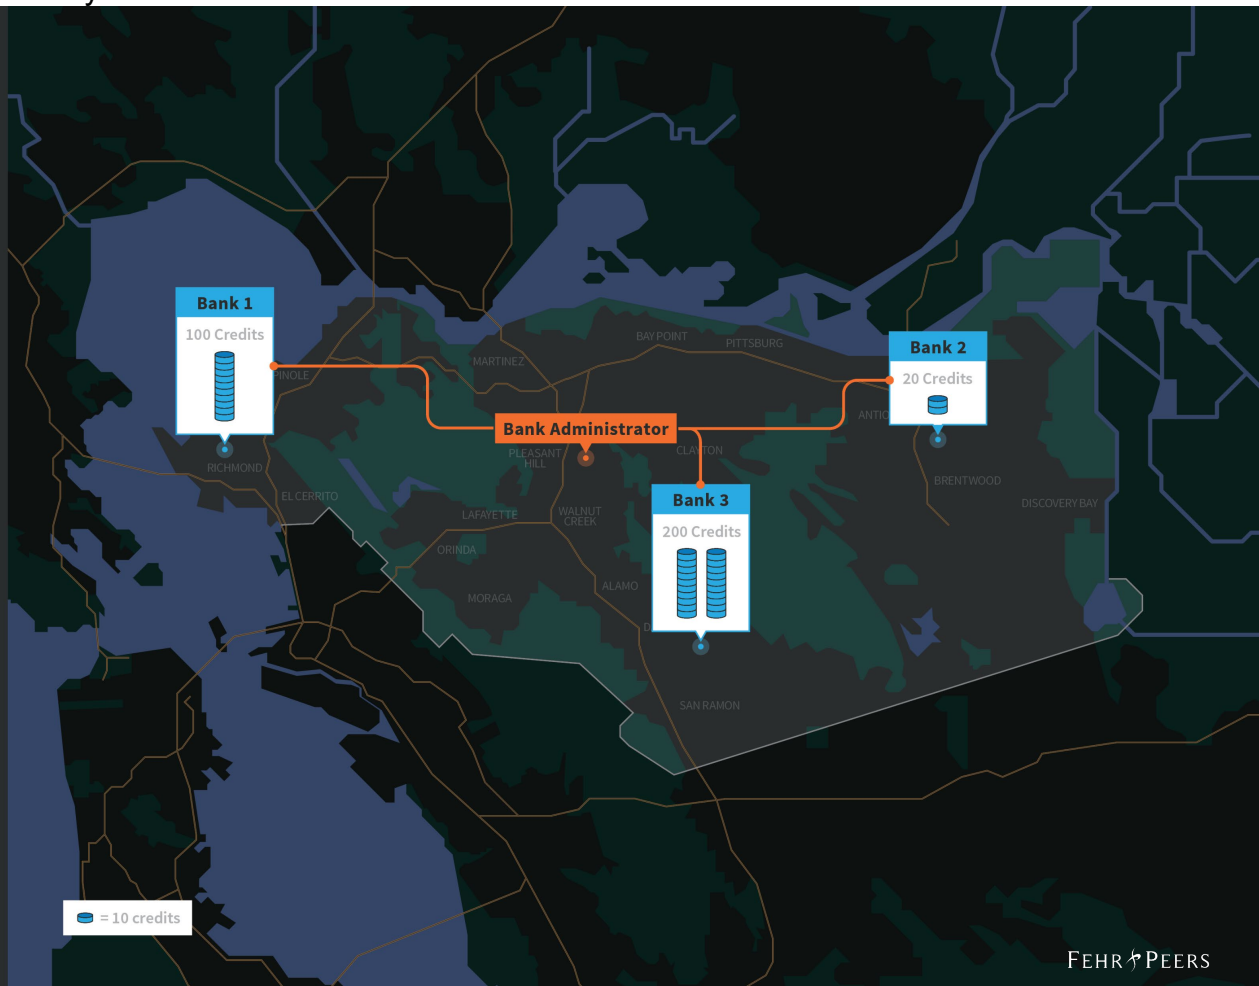 Bank 1
100 Credits
PINOLE
RICHMOND
EL CERRITO
MARTINEZ
BAY POINT
PITTSBURG
Bank 2
20 Credits
BRENTWOOD
DISCOVERY BAY
Bank Administrator
PLEASANT
HILL
CLAYTON
LAFAYETTE
WALNUT
CREEK
ORINDA
MORAGA
ALAMO
Bank 3
200 Credits
SAN RAMON
= 10 credits
FEHR PEERS